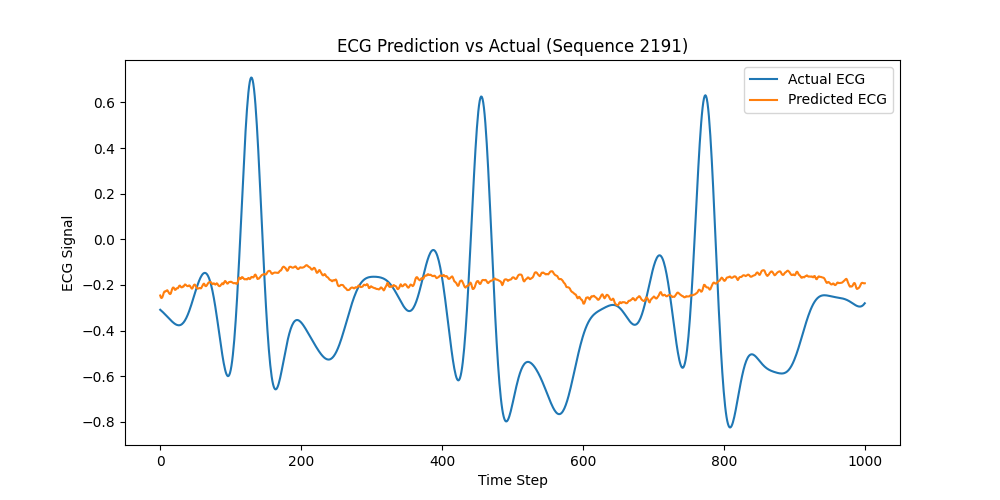 ECG Prediction vs Actual (Sequence 2191)
Actual ECG
Predicted ECG
ECG Signal
0.6
0.4
0.2
0.0
−0.2
−0.4
−0.6
−0.8
0 200 400 600 800 1000
Time Step